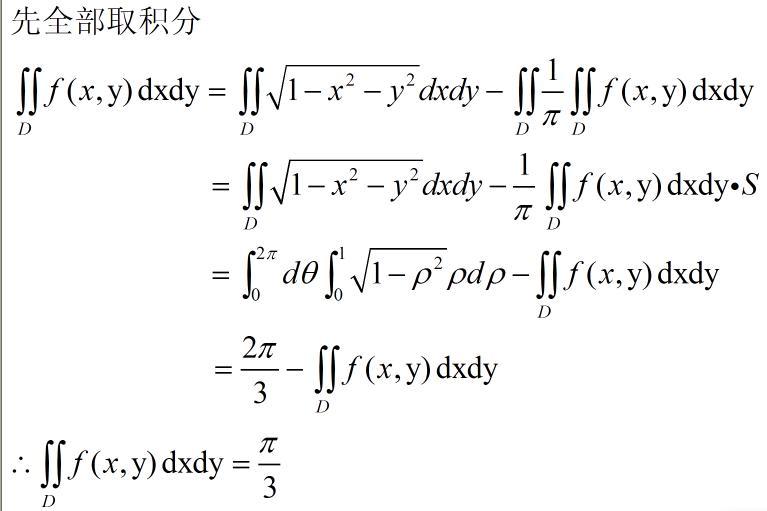 先全部取积分
∬_D f(x,y)dxdy = ∬_D √(1−x²−y²) dxdy − ∬_D 1/π ∬_D f(x,y)dxdy
= ∬_D √(1−x²−y²) dxdy − 1/π ∬_D f(x,y)dxdy•S
= ∫_0^{2π} dθ ∫_0^1 √(1−ρ²) ρdρ − ∬_D f(x,y)dxdy
= 2π/3 − ∬_D f(x,y)dxdy
∴ ∬_D f(x,y)dxdy = π/3